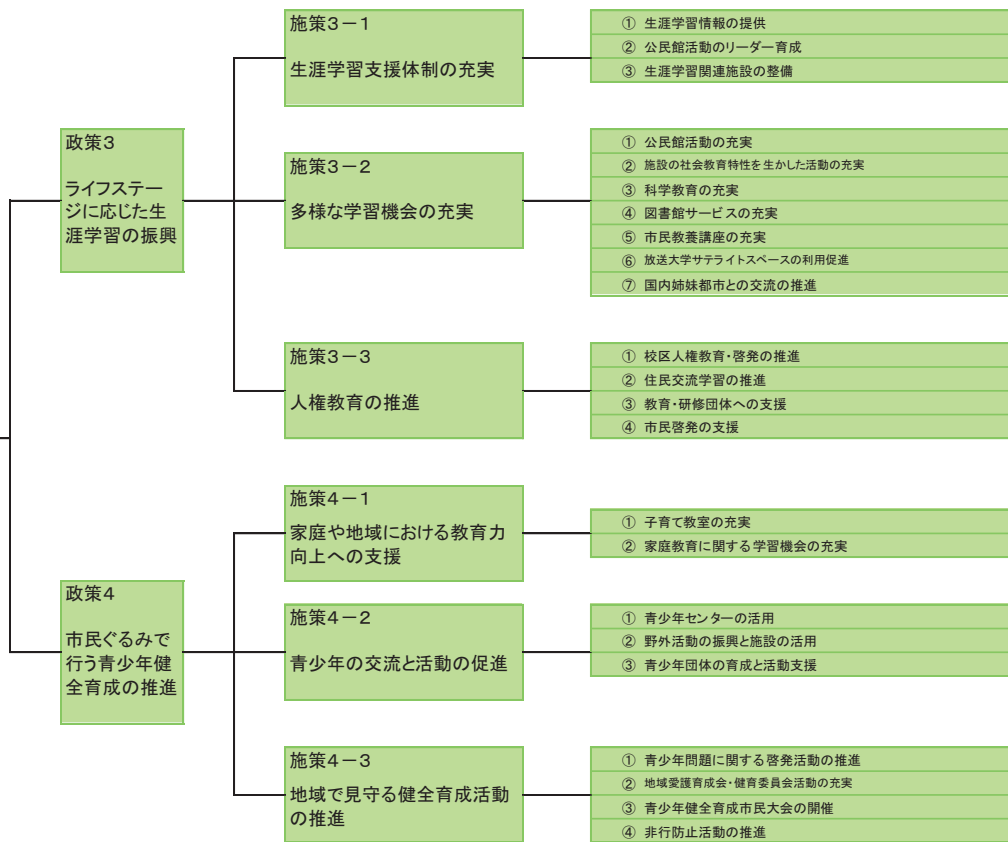 政策3
ライフステー
ジに応じた生
涯学習の振興
施策3-1
生涯学習支援体制の充実
① 生涯学習情報の提供
② 公民館活動のリーダー育成
③ 生涯学習関連施設の整備
施策3-2
多様な学習機会の充実
① 公民館活動の充実
② 施設の社会教育特性を生かした活動の充実
③ 科学教育の充実
④ 図書館サービスの充実
⑤ 市民教養講座の充実
⑥ 放送大学サテライトスペースの利用促進
⑦ 国内姉妹都市との交流の推進
施策3-3
人権教育の推進
① 校区人権教育・啓発の推進
② 住民交流学習の推進
③ 教育・研修団体への支援
④ 市民啓発の支援
政策4
市民ぐるみで
行う青少年健
全育成の推進
施策4-1
家庭や地域における教育力
向上への支援
① 子育て教室の充実
② 家庭教育に関する学習機会の充実
施策4-2
青少年の交流と活動の促進
① 青少年センターの活用
② 野外活動の振興と施設の活用
③ 青少年団体の育成と活動支援
施策4-3
地域で見守る健全育成活動
の推進
① 青少年問題に関する啓発活動の推進
② 地域愛護育成会・健育委員会活動の充実
③ 青少年健全育成市民大会の開催
④ 非行防止活動の推進